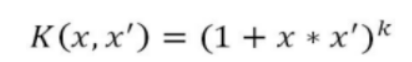 K(x, x′) = (1 + x * x′)ᵏ